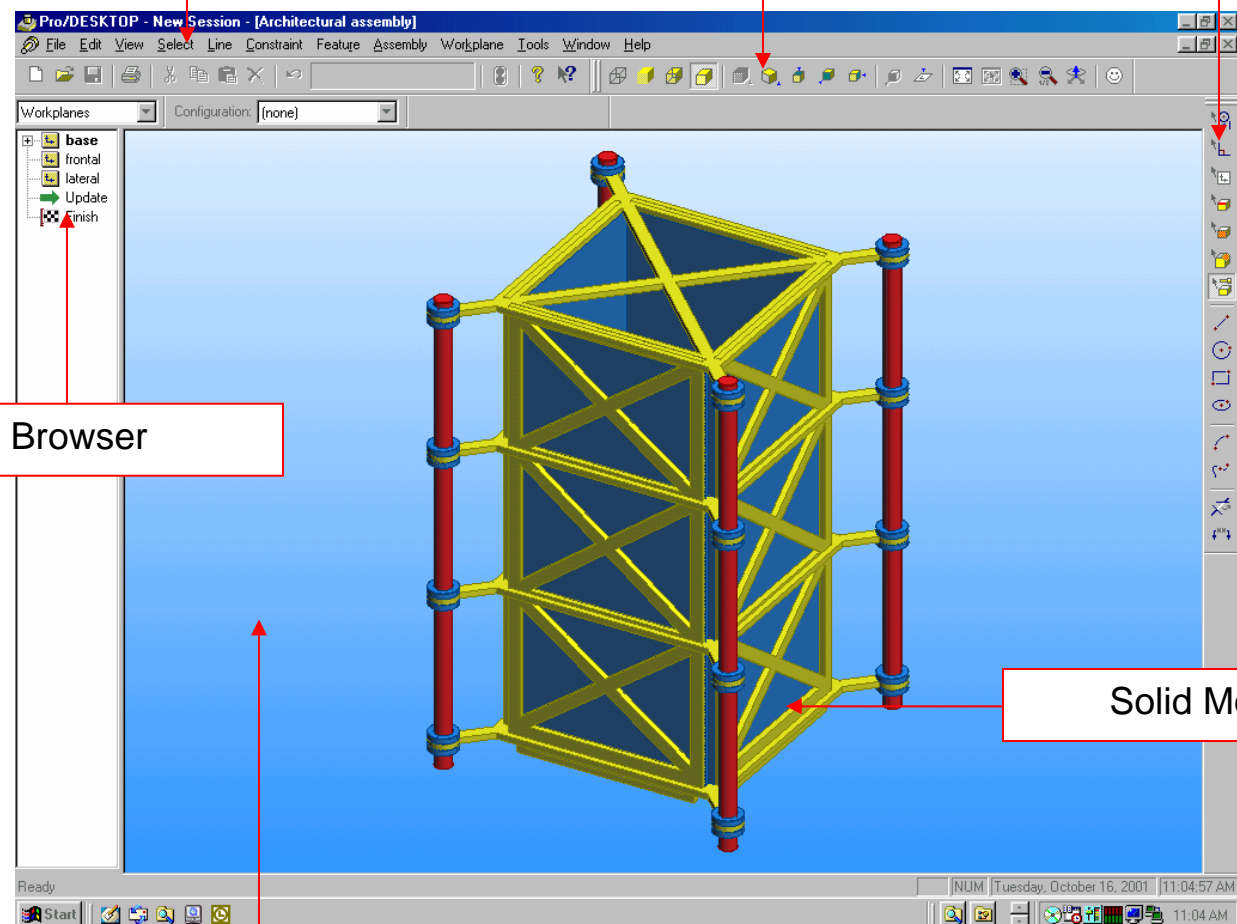 Pro/DESKTOP - New Session - [Architectural assembly]
File Edit View Select Line Constraint Feature Assembly Workplane Tools Window Help
Workplanes Configuration: (none)
base
frontal
lateral
Update
Finish
Browser
Solid
Ready NUM Tuesday, October 16, 2001 11:04:57 AM
Start 11:04 AM